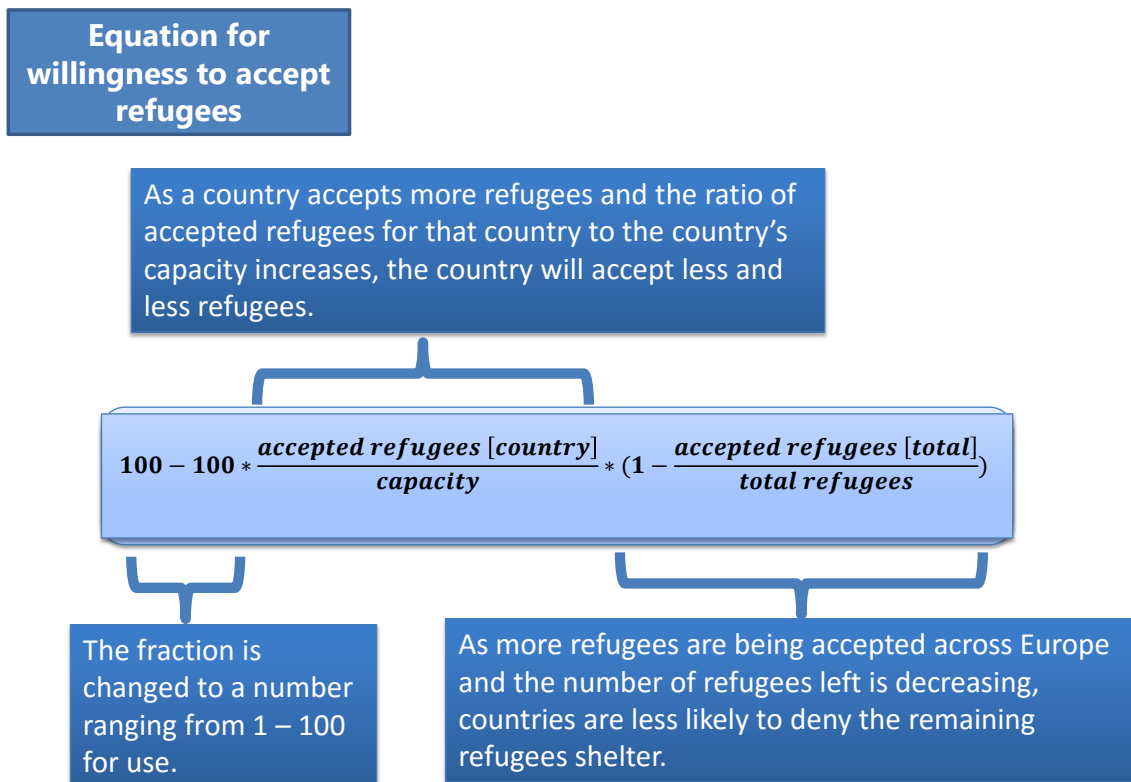 Equation for
willingness to accept
refugees
As a country accepts more refugees and the ratio of
accepted refugees for that country to the country’s
capacity increases, the country will accept less and
less refugees.
100 − 100 * accepted refugees [country] / capacity * (1 − accepted refugees [total] / total refugees)
The fraction is
changed to a number
ranging from 1 – 100
for use.
As more refugees are being accepted across Europe
and the number of refugees left is decreasing,
countries are less likely to deny the remaining
refugees shelter.